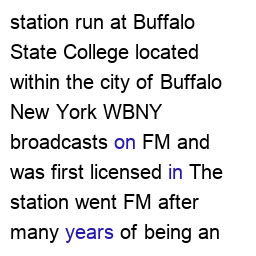 station run at Buffalo
State College located
within the city of Buffalo
New York WBNY
broadcasts on FM and
was first licensed in The
station went FM after
many years of being an